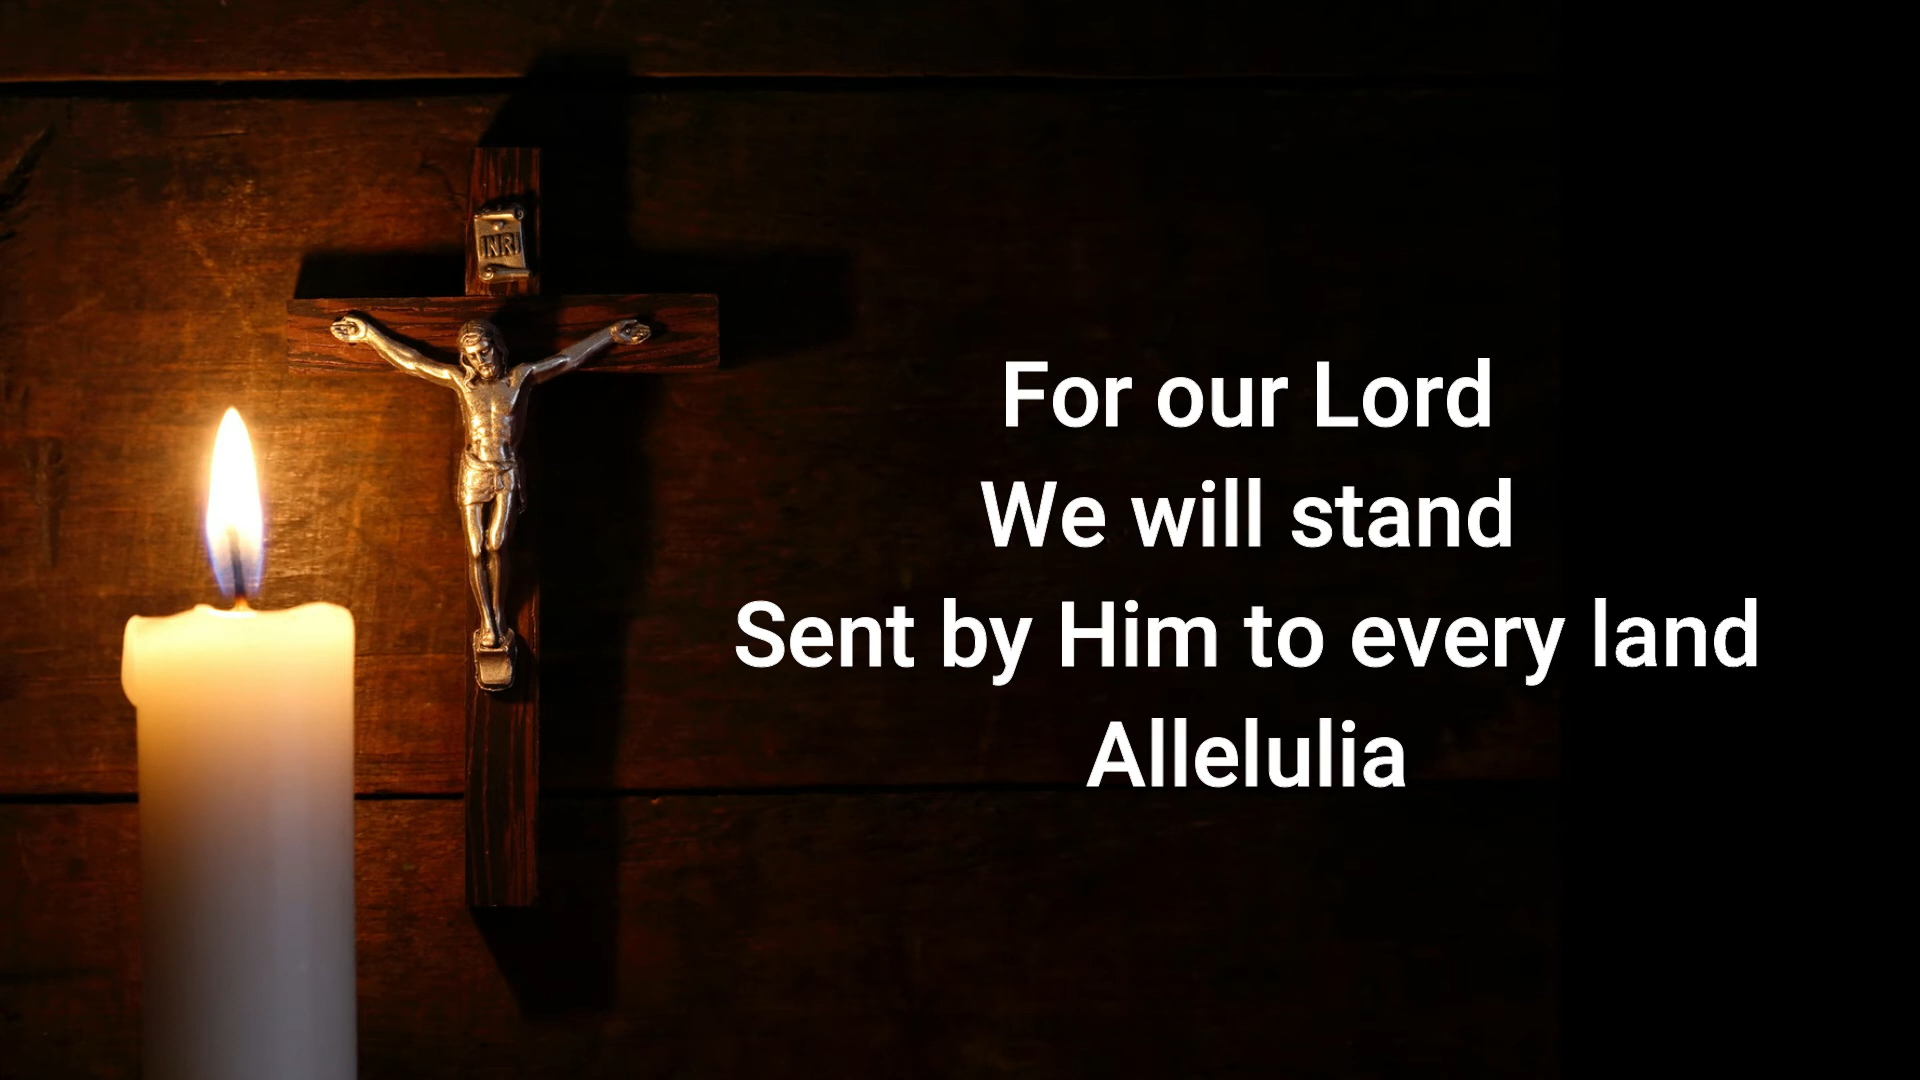 INRI
For our Lord
We will stand
Sent by Him to every land
Allelulia